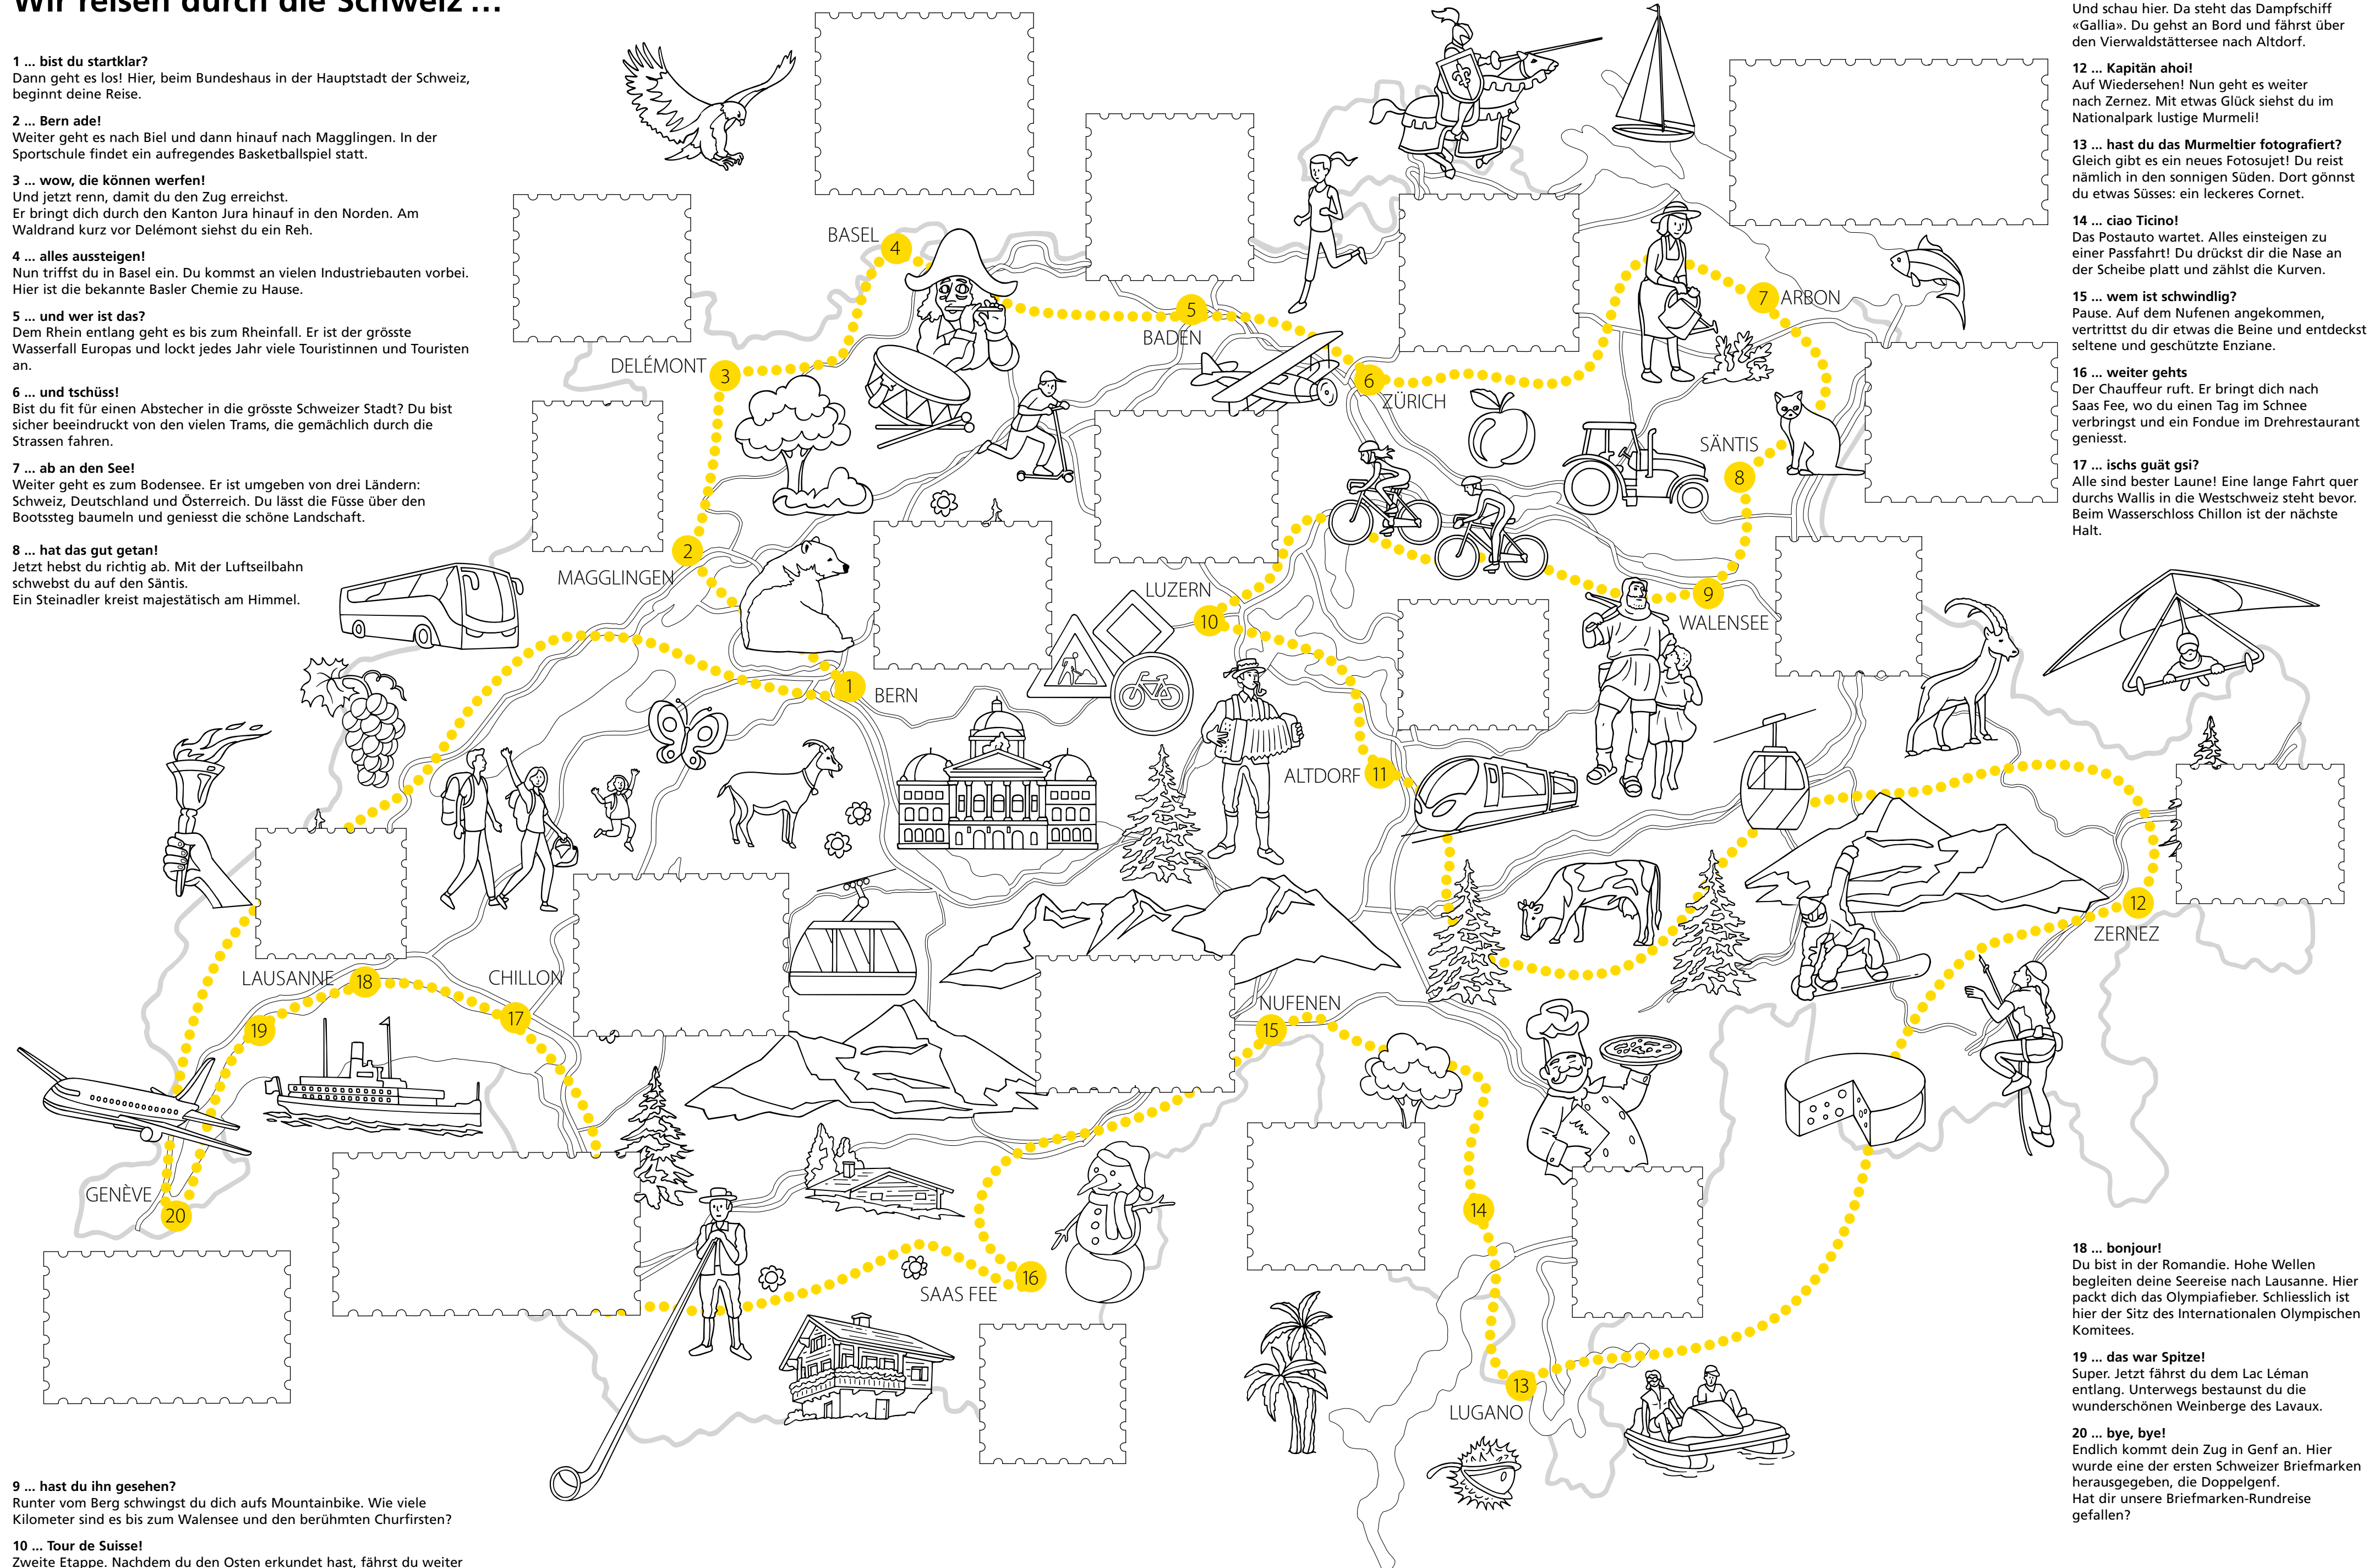 Wir reisen durch die Schweiz ...
1 ... bist du startklar?
Dann geht es los! Hier, beim Bundeshaus in der Hauptstadt der Schweiz,
beginnt deine Reise.
2 ... Bern ade!
Weiter geht es nach Biel und dann hinauf nach Magglingen. In der
Sportschule findet ein aufregendes Basketballspiel statt.
3 ... wow, die können werfen!
Und jetzt renn, damit du den Zug erreichst.
Er bringt dich durch den Kanton Jura hinauf in den Norden. Am
Waldrand kurz vor Delémont siehst du ein Reh.
4 ... alles aussteigen!
Nun triffst du in Basel ein. Du kommst an vielen Industriebauten vorbei.
Hier ist die bekannte Basler Chemie zu Hause.
5 ... und wer ist das?
Dem Rhein entlang geht es bis zum Rheinfall. Er ist der grösste
Wasserfall Europas und lockt jedes Jahr viele Touristinnen und Touristen
an.
6 ... und tschüss!
Bist du fit für einen Abstecher in die grösste Schweizer Stadt? Du bist
sicher beeindruckt von den vielen Trams, die gemächlich durch die
Strassen fahren.
7 ... ab an den See!
Weiter geht es zum Bodensee. Er ist umgeben von drei Ländern:
Schweiz, Deutschland und Österreich. Du lässt die Füsse über den
Bootssteg baumeln und geniesst die schöne Landschaft.
8 ... hat das gut getan!
Jetzt hebst du richtig ab. Mit der Luftseilbahn
schwebst du auf den Säntis.
Ein Steinadler kreist majestätisch am Himmel.
9 ... hast du ihn gesehen?
Runter vom Berg schwingst du dich aufs Mountainbike. Wie viele
Kilometer sind es bis zum Walensee und den berühmten Churfirsten?
10 ... Tour de Suisse!
Zweite Etappe. Nachdem du den Osten erkundet hast, fährst du weiter
BASEL
4
5
BADEN
DELÉMONT
3
6
ZÜRICH
7
ARBON
SÄNTIS
8
2
MAGGLINGEN
LUZERN
10
9
WALENSEE
1
BERN
ALTDORF
11
12
ZERNEZ
LAUSANNE
18
CHILLON
17
19
NUFENEN
15
GENÈVE
20
14
16
SAAS FEE
13
LUGANO
Und schau hier. Da steht das Dampfschiff
«Gallia». Du gehst an Bord und fährst über
den Vierwaldstättersee nach Altdorf.
12 ... Kapitän ahoi!
Auf Wiedersehen! Nun geht es weiter
nach Zernez. Mit etwas Glück siehst du im
Nationalpark lustige Murmeli!
13 ... hast du das Murmeltier fotografiert?
Gleich gibt es ein neues Fotosujet! Du reist
nämlich in den sonnigen Süden. Dort gönnst
du etwas Süsses: ein leckeres Cornet.
14 ... ciao Ticino!
Das Postauto wartet. Alles einsteigen zu
einer Passfahrt! Du drückst dir die Nase an
der Scheibe platt und zählst die Kurven.
15 ... wem ist schwindlig?
Pause. Auf dem Nufenen angekommen,
vertrittst du dir etwas die Beine und entdeckst
seltene und geschützte Enziane.
16 ... weiter gehts
Der Chauffeur ruft. Er bringt dich nach
Saas Fee, wo du einen Tag im Schnee
verbringst und ein Fondue im Drehrestaurant
geniesst.
17 ... ischs guät gsi?
Alle sind bester Laune! Eine lange Fahrt quer
durchs Wallis in die Westschweiz steht bevor.
Beim Wasserschloss Chillon ist der nächste
Halt.
18 ... bonjour!
Du bist in der Romandie. Hohe Wellen
begleiten deine Seereise nach Lausanne. Hier
packt dich das Olympiafieber. Schliesslich ist
hier der Sitz des Internationalen Olympischen
Komitees.
19 ... das war Spitze!
Super. Jetzt fährst du dem Lac Léman
entlang. Unterwegs bestaunst du die
wunderschönen Weinberge des Lavaux.
20 ... bye, bye!
Endlich kommt dein Zug in Genf an. Hier
wurde eine der ersten Schweizer Briefmarken
herausgegeben, die Doppelgenf.
Hat dir unsere Briefmarken-Rundreise
gefallen?